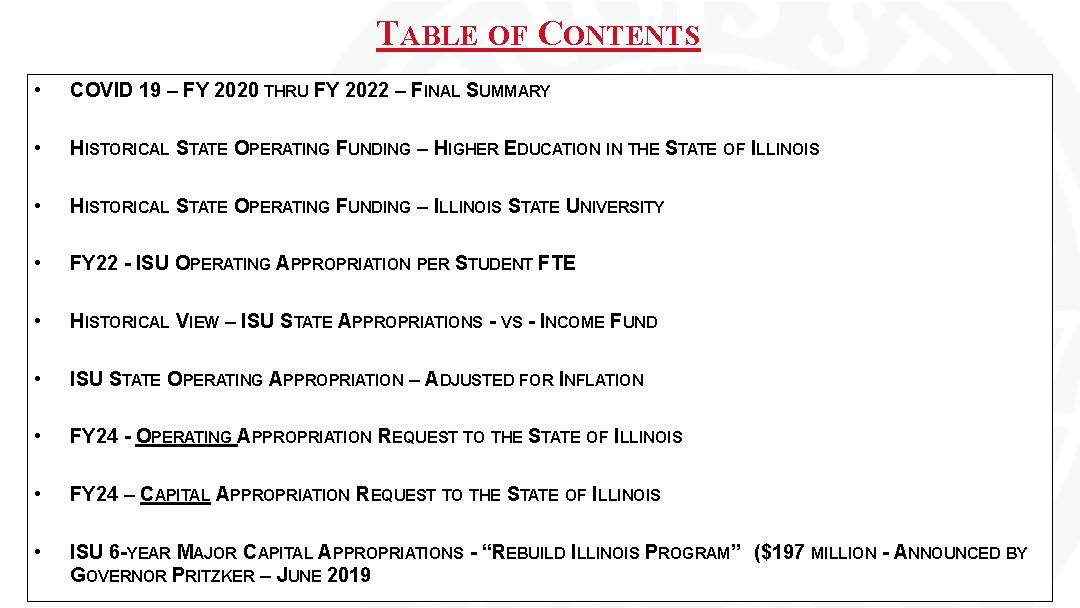 TABLE OF CONTENTS
• COVID 19 – FY 2020 THRU FY 2022 – FINAL SUMMARY
• HISTORICAL STATE OPERATING FUNDING – HIGHER EDUCATION IN THE STATE OF ILLINOIS
• HISTORICAL STATE OPERATING FUNDING – ILLINOIS STATE UNIVERSITY
• FY22 - ISU OPERATING APPROPRIATION PER STUDENT FTE
• HISTORICAL VIEW – ISU STATE APPROPRIATIONS - VS - INCOME FUND
• ISU STATE OPERATING APPROPRIATION – ADJUSTED FOR INFLATION
• FY24 - OPERATING APPROPRIATION REQUEST TO THE STATE OF ILLINOIS
• FY24 – CAPITAL APPROPRIATION REQUEST TO THE STATE OF ILLINOIS
• ISU 6-YEAR MAJOR CAPITAL APPROPRIATIONS - “REBUILD ILLINOIS PROGRAM” ($197 MILLION - ANNOUNCED BY
GOVERNOR PRITZKER – JUNE 2019